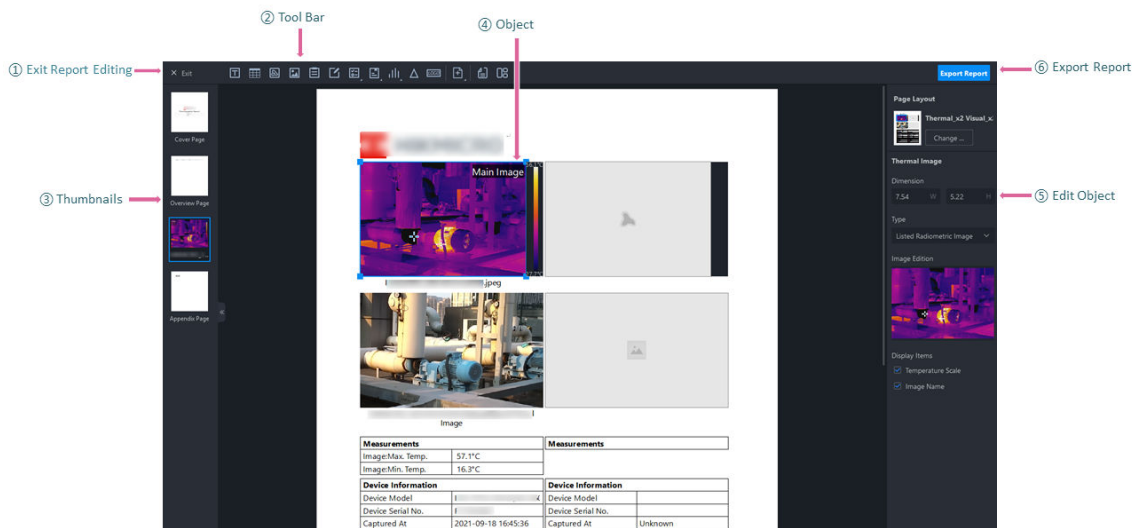 ② Tool Bar
④ Object
① Exit Report Editing
× Exit
Export Report
⑥ Export Report
Cover Page
Overview Page
③ Thumbnails
Appendix Page
Main Image
.jpeg
Image
Measurements
Image:Max. Temp. 57.1°C
Image:Min. Temp. 16.3°C
Device Information
Device Model
Device Serial No.
Captured At 2021-09-18 16:45:36
Measurements
Device Information
Device Model
Device Serial No.
Captured At Unknown
Page Layout
Thermal_x2 Visual_x
Change ...
Thermal Image
Dimension
7.54 W 5.22 H
⑤ Edit Object
Type
Listed Radiometric Image
Image Edition
Display Items
Temperature Scale
Image Name